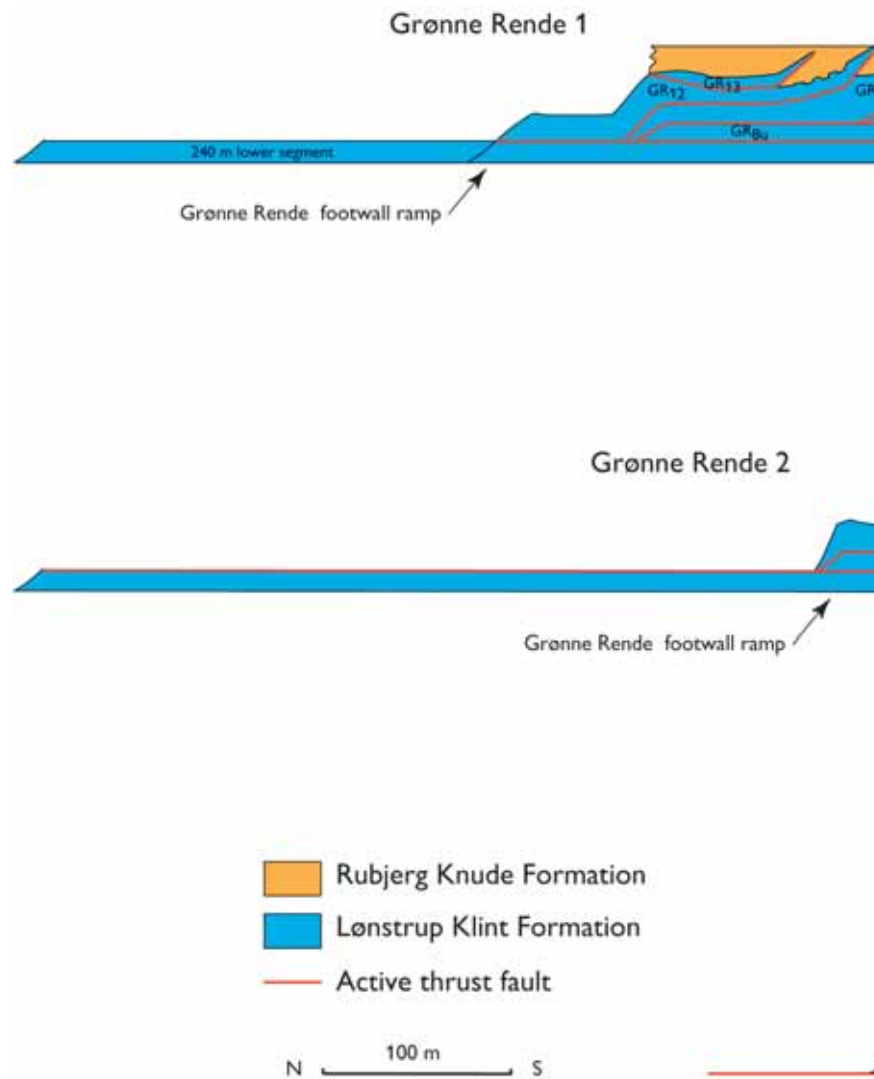 Grønne Rende 1
GR12
GR13
GR
GRBu
240 m lower segment
Grønne Rende footwall ramp
Grønne Rende 2
Grønne Rende footwall ramp
Rubjerg Knude Formation
Lønstrup Klint Formation
Active thrust fault
100 m
N S